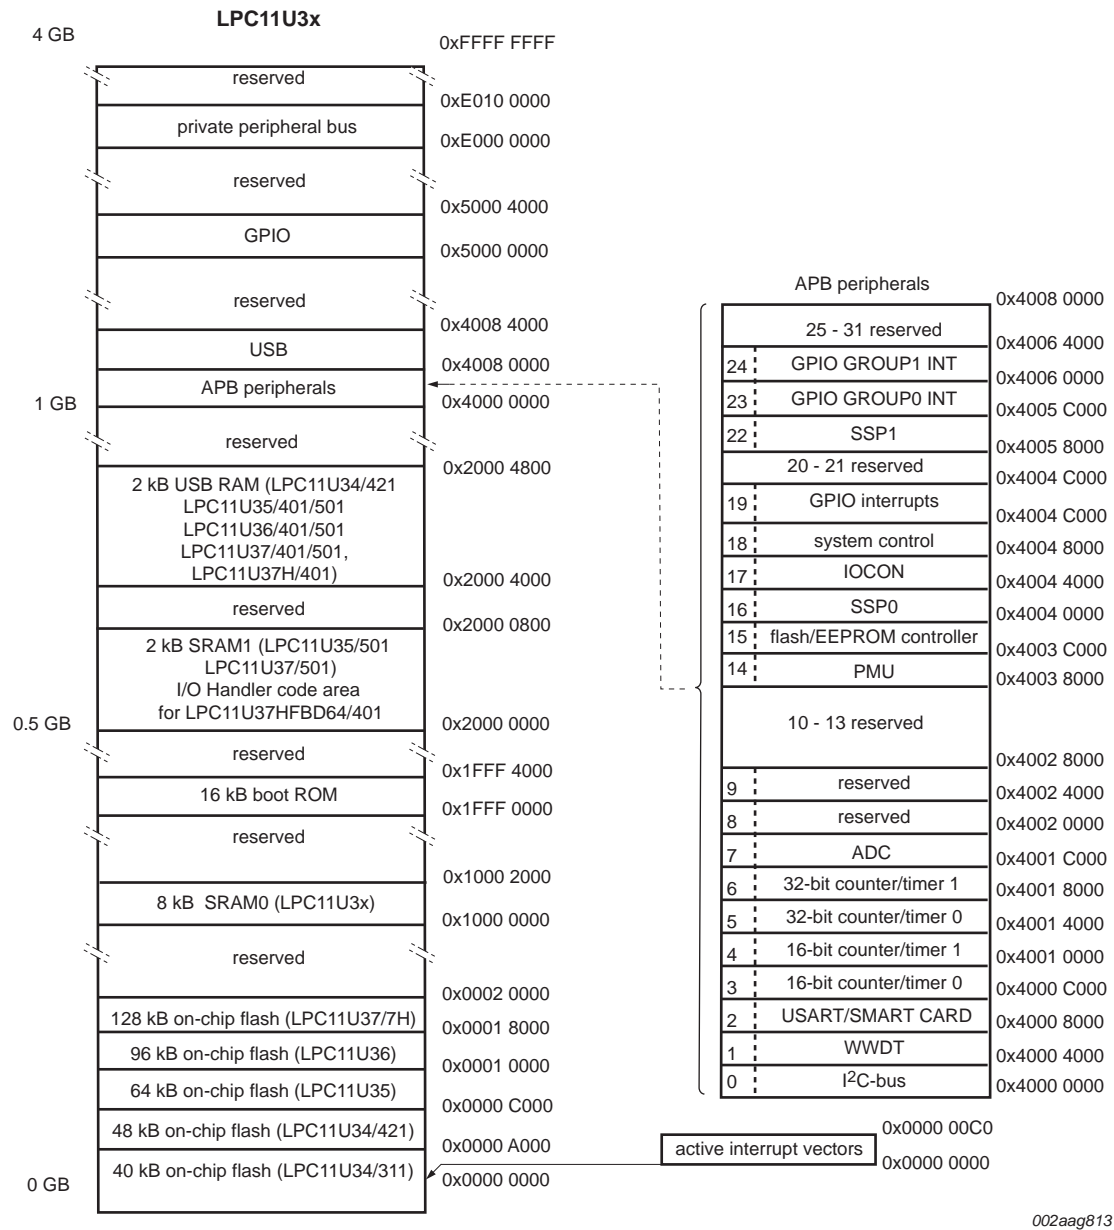 LPC11U3x
4 GB
0xFFFF FFFF
reserved
0xE010 0000
private peripheral bus
0xE000 0000
reserved
0x5000 4000
GPIO
0x5000 0000
reserved
0x4008 4000
USB
0x4008 0000
APB peripherals
1 GB
0x4000 0000
reserved
0x2000 4800
2 kB USB RAM (LPC11U34/421
LPC11U35/401/501
LPC11U36/401/501
LPC11U37/401/501,
LPC11U37H/401)
0x2000 4000
reserved
0x2000 0800
2 kB SRAM1 (LPC11U35/501
LPC11U37/501)
I/O Handler code area
for LPC11U37HFBD64/401
0.5 GB
0x2000 0000
reserved
0x1FFF 4000
16 kB boot ROM
0x1FFF 0000
reserved
0x1000 2000
8 kB SRAM0 (LPC11U3x)
0x1000 0000
reserved
0x0002 0000
128 kB on-chip flash (LPC11U37/7H)
0x0001 8000
96 kB on-chip flash (LPC11U36)
0x0001 0000
64 kB on-chip flash (LPC11U35)
0x0000 C000
48 kB on-chip flash (LPC11U34/421)
0x0000 A000
40 kB on-chip flash (LPC11U34/311)
0 GB
0x0000 0000
APB peripherals
0x4008 0000
25 - 31 reserved
0x4006 4000
24 GPIO GROUP1 INT
0x4006 0000
23 GPIO GROUP0 INT
0x4005 C000
22 SSP1
0x4005 8000
20 - 21 reserved
0x4004 C000
19 GPIO interrupts
0x4004 C000
18 system control
0x4004 8000
17 IOCON
0x4004 4000
16 SSP0
0x4004 0000
15 flash/EEPROM controller
0x4003 C000
14 PMU
0x4003 8000
10 - 13 reserved
0x4002 8000
9 reserved
0x4002 4000
8 reserved
0x4002 0000
7 ADC
0x4001 C000
6 32-bit counter/timer 1
0x4001 8000
5 32-bit counter/timer 0
0x4001 4000
4 16-bit counter/timer 1
0x4001 0000
3 16-bit counter/timer 0
0x4000 C000
2 USART/SMART CARD
0x4000 8000
1 WWDT
0x4000 4000
0 I2C-bus
0x4000 0000
0x0000 00C0
active interrupt vectors
0x0000 0000
002aag813